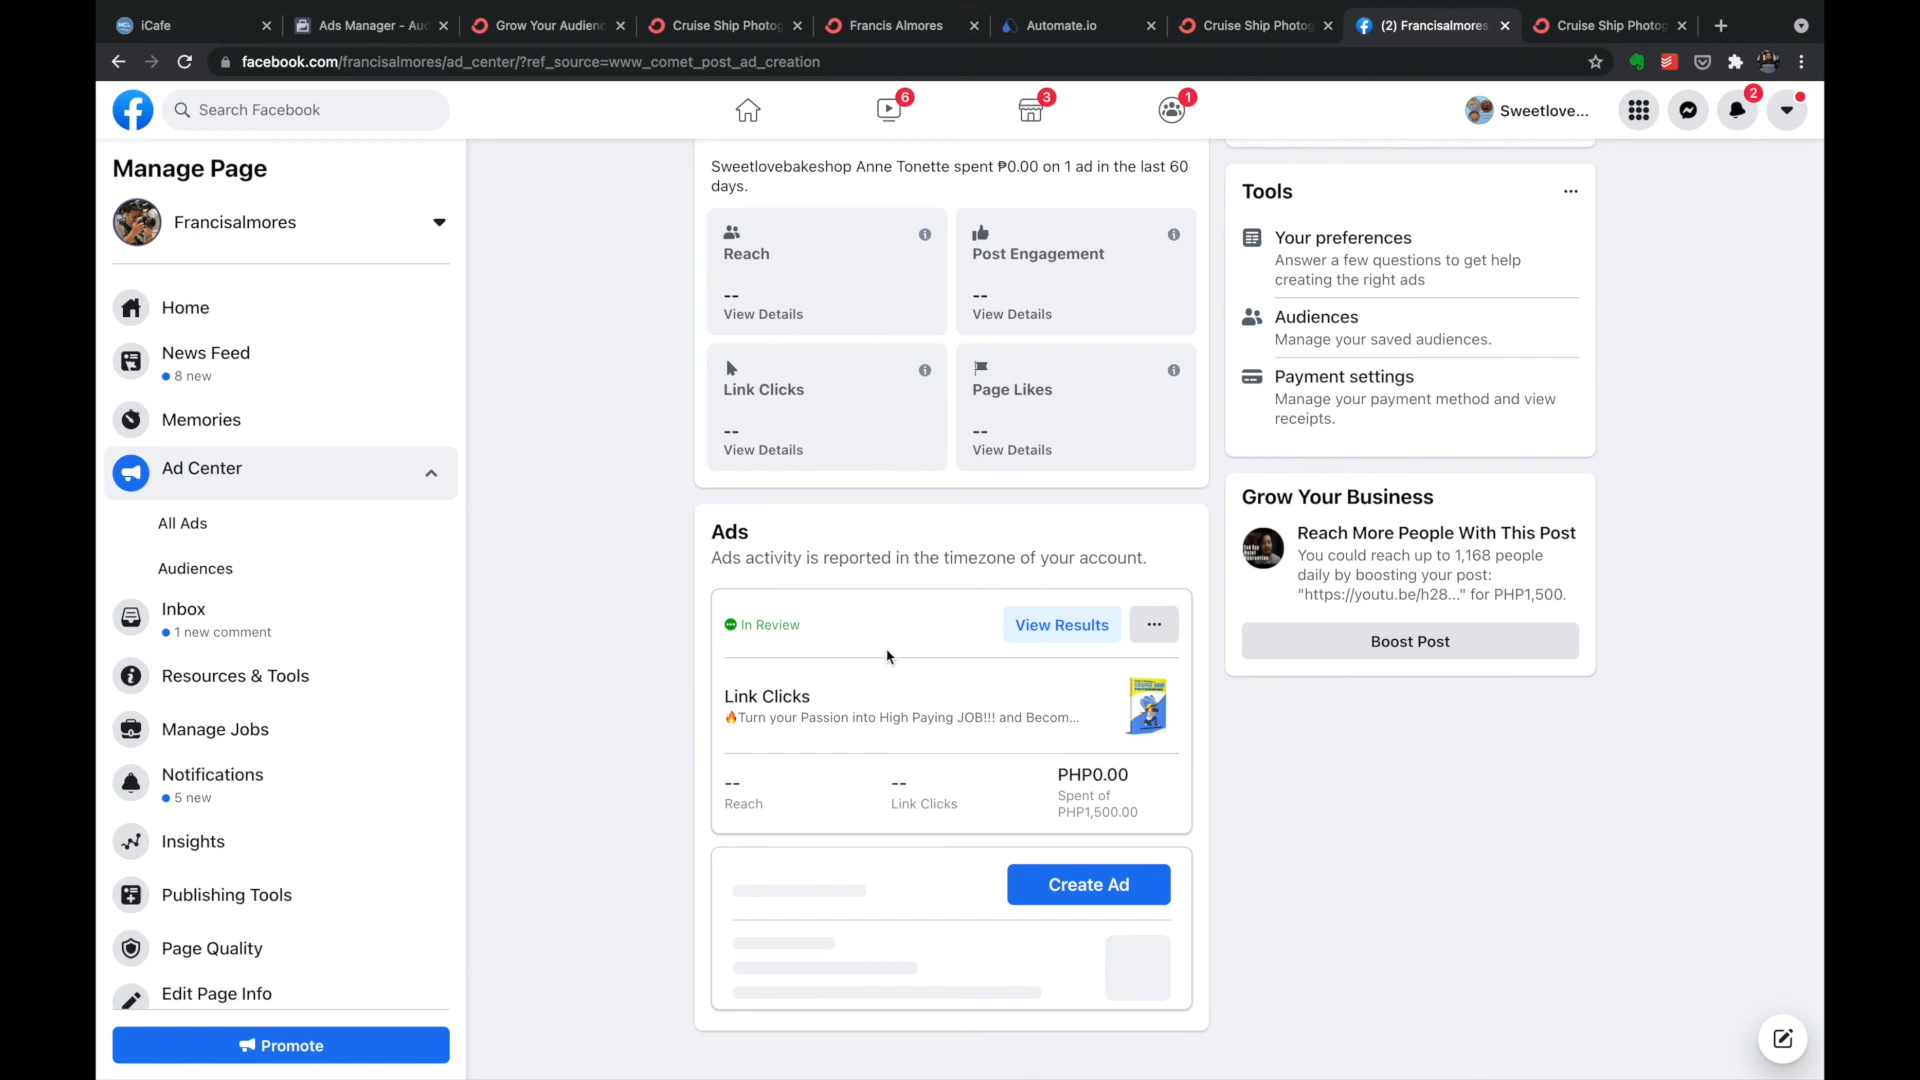 iCafe
Ads Manager - Au
Grow Your Audien
Cruise Ship Photog
Francis Almores
Automate.io
Cruise Ship Photog
(2) Francisalmores
Cruise Ship Photog
facebook.com/francisalmores/ad_center/?ref_source=www_comet_post_ad_creation
Search Facebook
6
3
1
Sweetlove...
2
Manage Page
Francisalmores
Home
News Feed
8 new
Memories
Ad Center
All Ads
Audiences
Inbox
1 new comment
Resources & Tools
Manage Jobs
Notifications
5 new
Insights
Publishing Tools
Page Quality
Edit Page Info
Promote
Sweetlovebakeshop Anne Tonette spent ₱0.00 on 1 ad in the last 60
days.
Reach
--
View Details
Post Engagement
--
View Details
Link Clicks
--
View Details
Page Likes
--
View Details
Ads
Ads activity is reported in the timezone of your account.
In Review
View Results
Link Clicks
🔥Turn your Passion into High Paying JOB!!! and Becom...
--
Reach
--
Link Clicks
PHP0.00
Spent of
PHP1,500.00
Create Ad
Tools
Your preferences
Answer a few questions to get help
creating the right ads
Audiences
Manage your saved audiences.
Payment settings
Manage your payment method and view
receipts.
Grow Your Business
Reach More People With This Post
You could reach up to 1,168 people
daily by boosting your post:
"https://youtu.be/h28..." for PHP1,500.
Boost Post